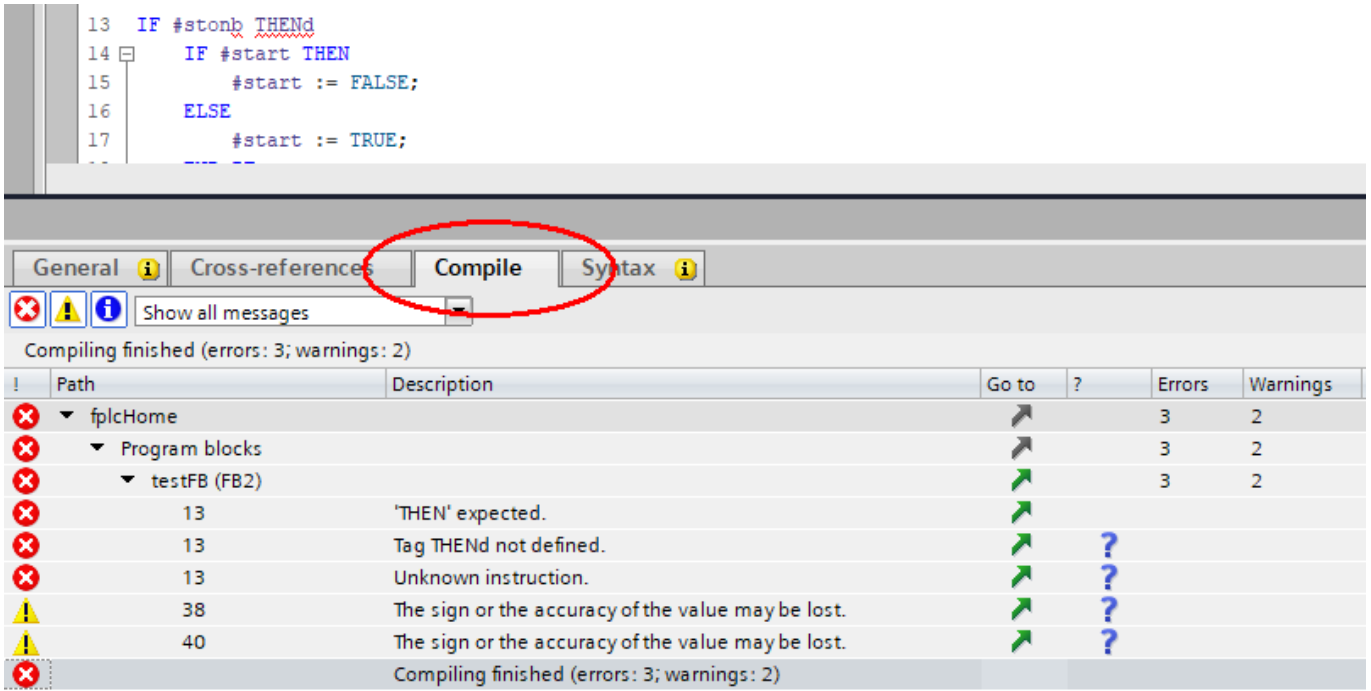 13 IF #stonb THENd
14 IF #start THEN
15 #start := FALSE;
16 ELSE
17 #start := TRUE;
General Cross-references Compile Syntax
Show all messages
Compiling finished (errors: 3; warnings: 2)
! Path Description Go to ? Errors Warnings
fplcHome 3 2
Program blocks 3 2
testFB (FB2) 3 2
13 'THEN' expected.
13 Tag THENd not defined. ?
13 Unknown instruction. ?
38 The sign or the accuracy of the value may be lost. ?
40 The sign or the accuracy of the value may be lost. ?
Compiling finished (errors: 3; warnings: 2)